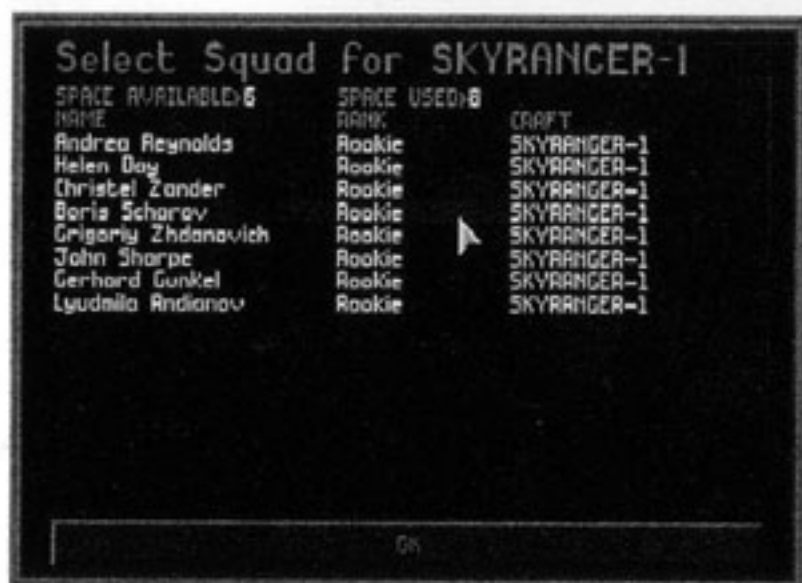 Select Squad for SKYRANGER-1
SPACE AVAILABLE>6 SPACE USED>8
NAME RANK CRAFT
Andrea Reynolds Rookie SKYRANGER-1
Helen Day Rookie SKYRANGER-1
Christel Zander Rookie SKYRANGER-1
Boris Scharov Rookie SKYRANGER-1
Grigoriy Zhdanovich Rookie SKYRANGER-1
John Sharpe Rookie SKYRANGER-1
Gerhard Gunkel Rookie SKYRANGER-1
Lyudmila Andianov Rookie SKYRANGER-1
OK